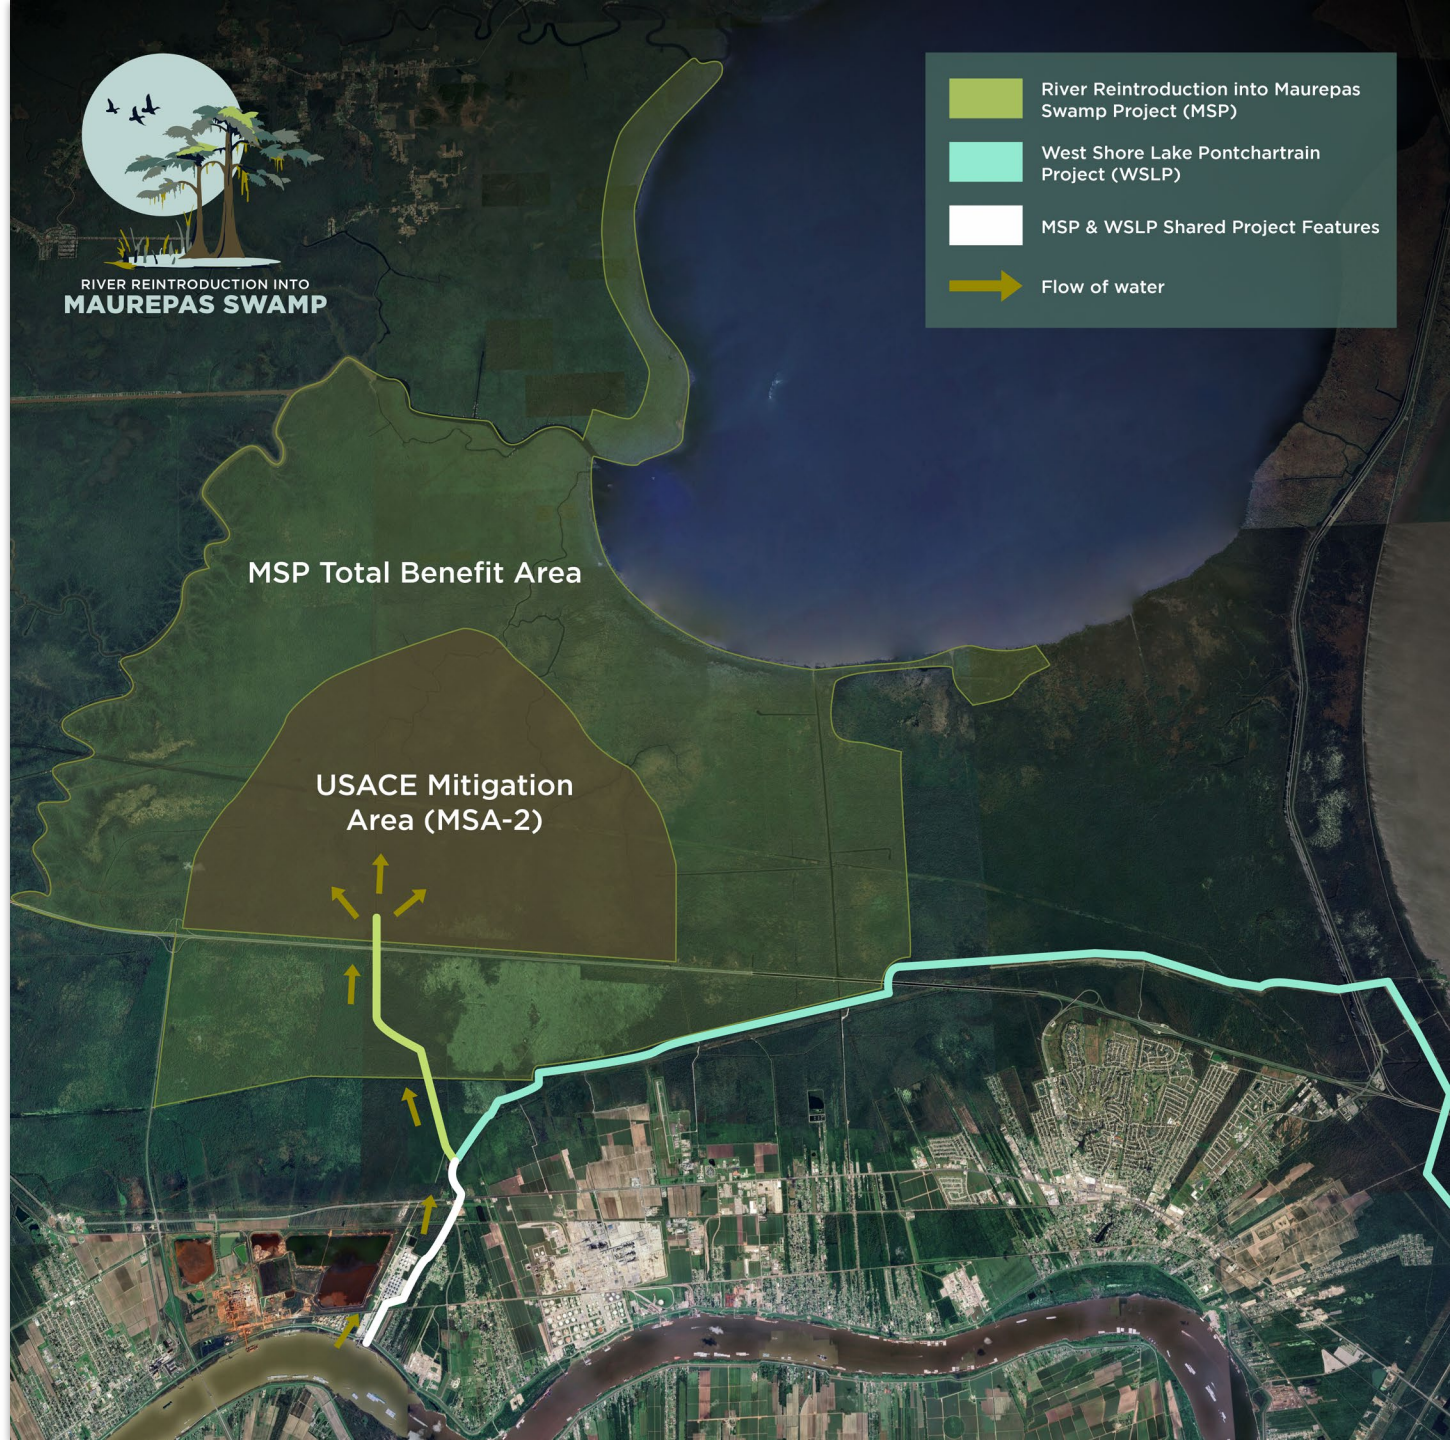 RIVER REINTRODUCTION INTO
MAUREPAS SWAMP
River Reintroduction into Maurepas
Swamp Project (MSP)
West Shore Lake Pontchartrain
Project (WSLP)
MSP & WSLP Shared Project Features
Flow of water
MSP Total Benefit Area
USACE Mitigation
Area (MSA-2)